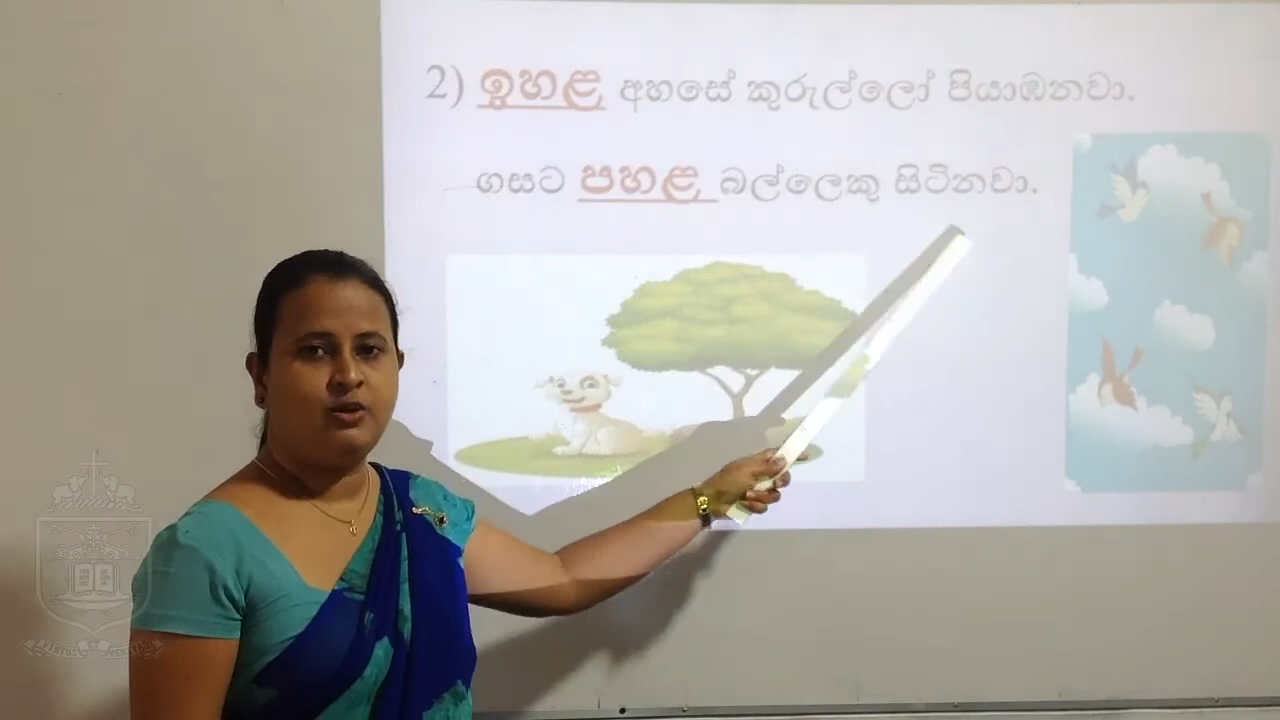 2) ඉහළ අහසේ කුරුල්ලෝ පියාඹනවා.
ගසට පහළ බල්ලෙකු සිටිනවා.